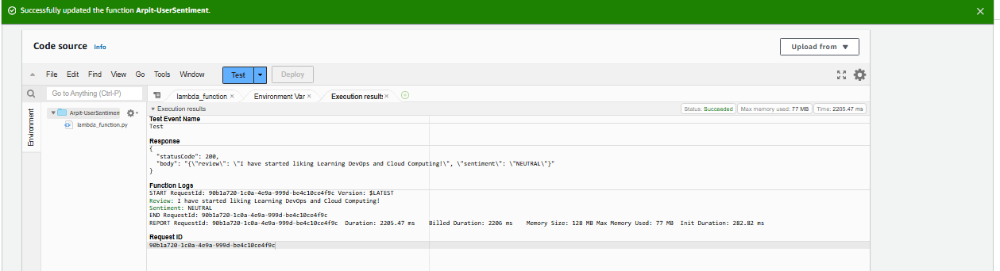 Successfully updated the function Arpit-UserSentiment.
Code source Info
Upload from
File Edit Find View Go Tools Window Test Deploy
Go to Anything (Ctrl-P)
lambda_function Environment Var Execution results
Environment
Arpit-UserSentimen
lambda_function.py
Execution results Status: Succeeded Max memory used: 77 MB Time: 2205.47 ms
Test Event Name
Test
Response
{
"statusCode": 200,
"body": "{\"review\": \"I have started liking Learning DevOps and Cloud Computing!\", \"sentiment\": \"NEUTRAL\"}"
}
Function Logs
START RequestId: 90b1a720-1c0a-4e9a-999d-be4c10ce4f9c Version: $LATEST
Review: I have started liking Learning DevOps and Cloud Computing!
Sentiment: NEUTRAL
END RequestId: 90b1a720-1c0a-4e9a-999d-be4c10ce4f9c
REPORT RequestId: 90b1a720-1c0a-4e9a-999d-be4c10ce4f9c Duration: 2205.47 ms Billed Duration: 2206 ms Memory Size: 128 MB Max Memory Used: 77 MB Init Duration: 282.82 ms
Request ID
90b1a720-1c0a-4e9a-999d-be4c10ce4f9c